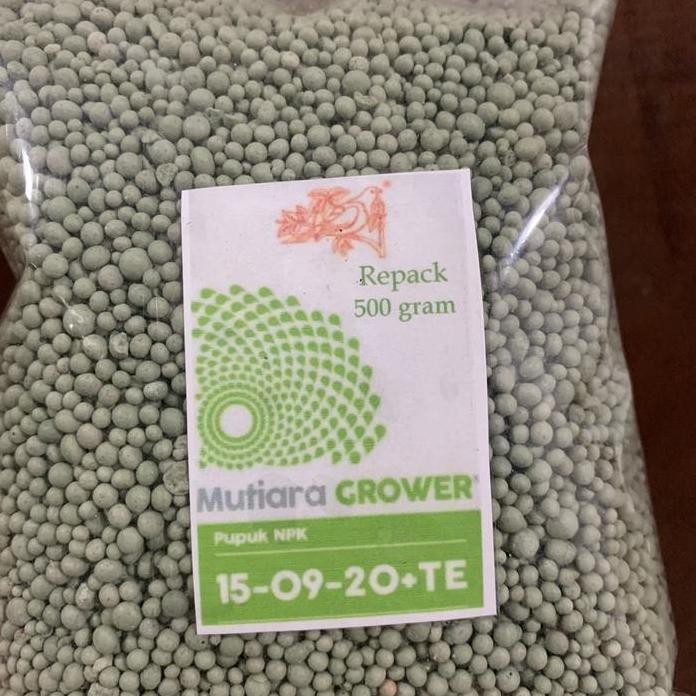 Repack
500 gram
Mutiara GROWER
Pupuk NPK
15-09-20+TE